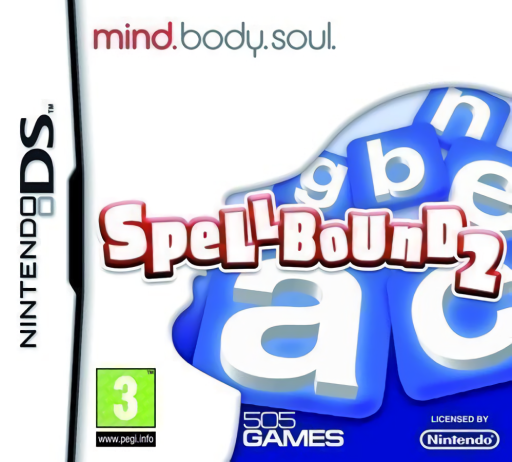 mind.body.soul.
NINTENDO DS™
n
g b e
SpeLLBOUnD 2
a c
3
www.pegi.info
505
GAMES
LICENSED BY
Nintendo®